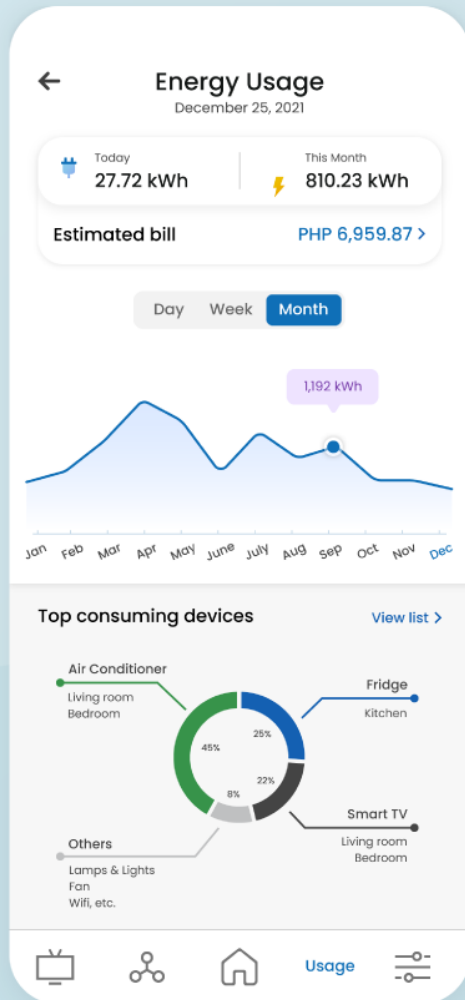 Energy Usage
December 25, 2021
Today
27.72 kWh
This Month
810.23 kWh
Estimated bill
PHP 6,959.87 >
Day Week Month
1,192 kWh
Jan Feb Mar Apr May June July Aug Sep Oct Nov Dec
Top consuming devices
View list >
Air Conditioner
Living room
Bedroom
Fridge
Kitchen
45%
25%
22%
8%
Smart TV
Living room
Bedroom
Others
Lamps & Lights
Fan
Wifi, etc.
Usage